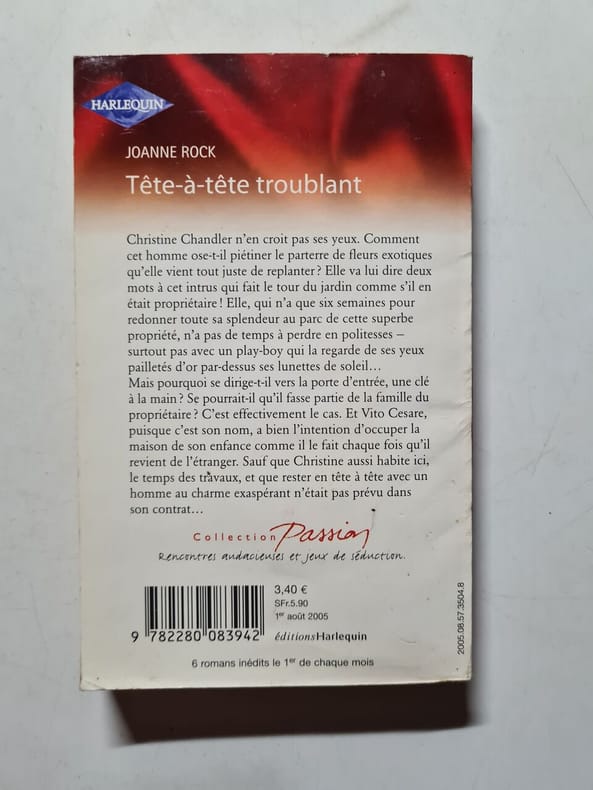 HARLEQUIN
JOANNE ROCK
Tête-à-tête troublant
Christine Chandler n'en croit pas ses yeux. Comment
cet homme ose-t-il piétiner le parterre de fleurs exotiques
qu'elle vient tout juste de replanter ? Elle va lui dire deux
mots à cet intrus qui fait le tour du jardin comme s'il en
était propriétaire ! Elle, qui n'a que six semaines pour
redonner toute sa splendeur au parc de cette superbe
propriété, n'a pas de temps à perdre en politesses –
surtout pas avec un play-boy qui la regarde de ses yeux
pailletés d'or par-dessus ses lunettes de soleil...
Mais pourquoi se dirige-t-il vers la porte d'entrée, une clé
à la main ? Se pourrait-il qu'il fasse partie de la famille du
propriétaire ? C'est effectivement le cas. Et Vito Cesare,
puisque c'est son nom, a bien l'intention d'occuper la
maison de son enfance comme il le fait chaque fois qu'il
revient de l'étranger. Sauf que Christine aussi habite ici,
le temps des travaux, et que rester en tête à tête avec un
homme au charme exaspérant n'était pas prévu dans
son contrat...
Collection Passion
Rencontres audacieuses et jeux de séduction.
3,40 €
SFr.5.90
1er août 2005
éditionsHarlequin
9 782280 083942
6 romans inédits le 1er de chaque mois
2005.08.57.3504.8